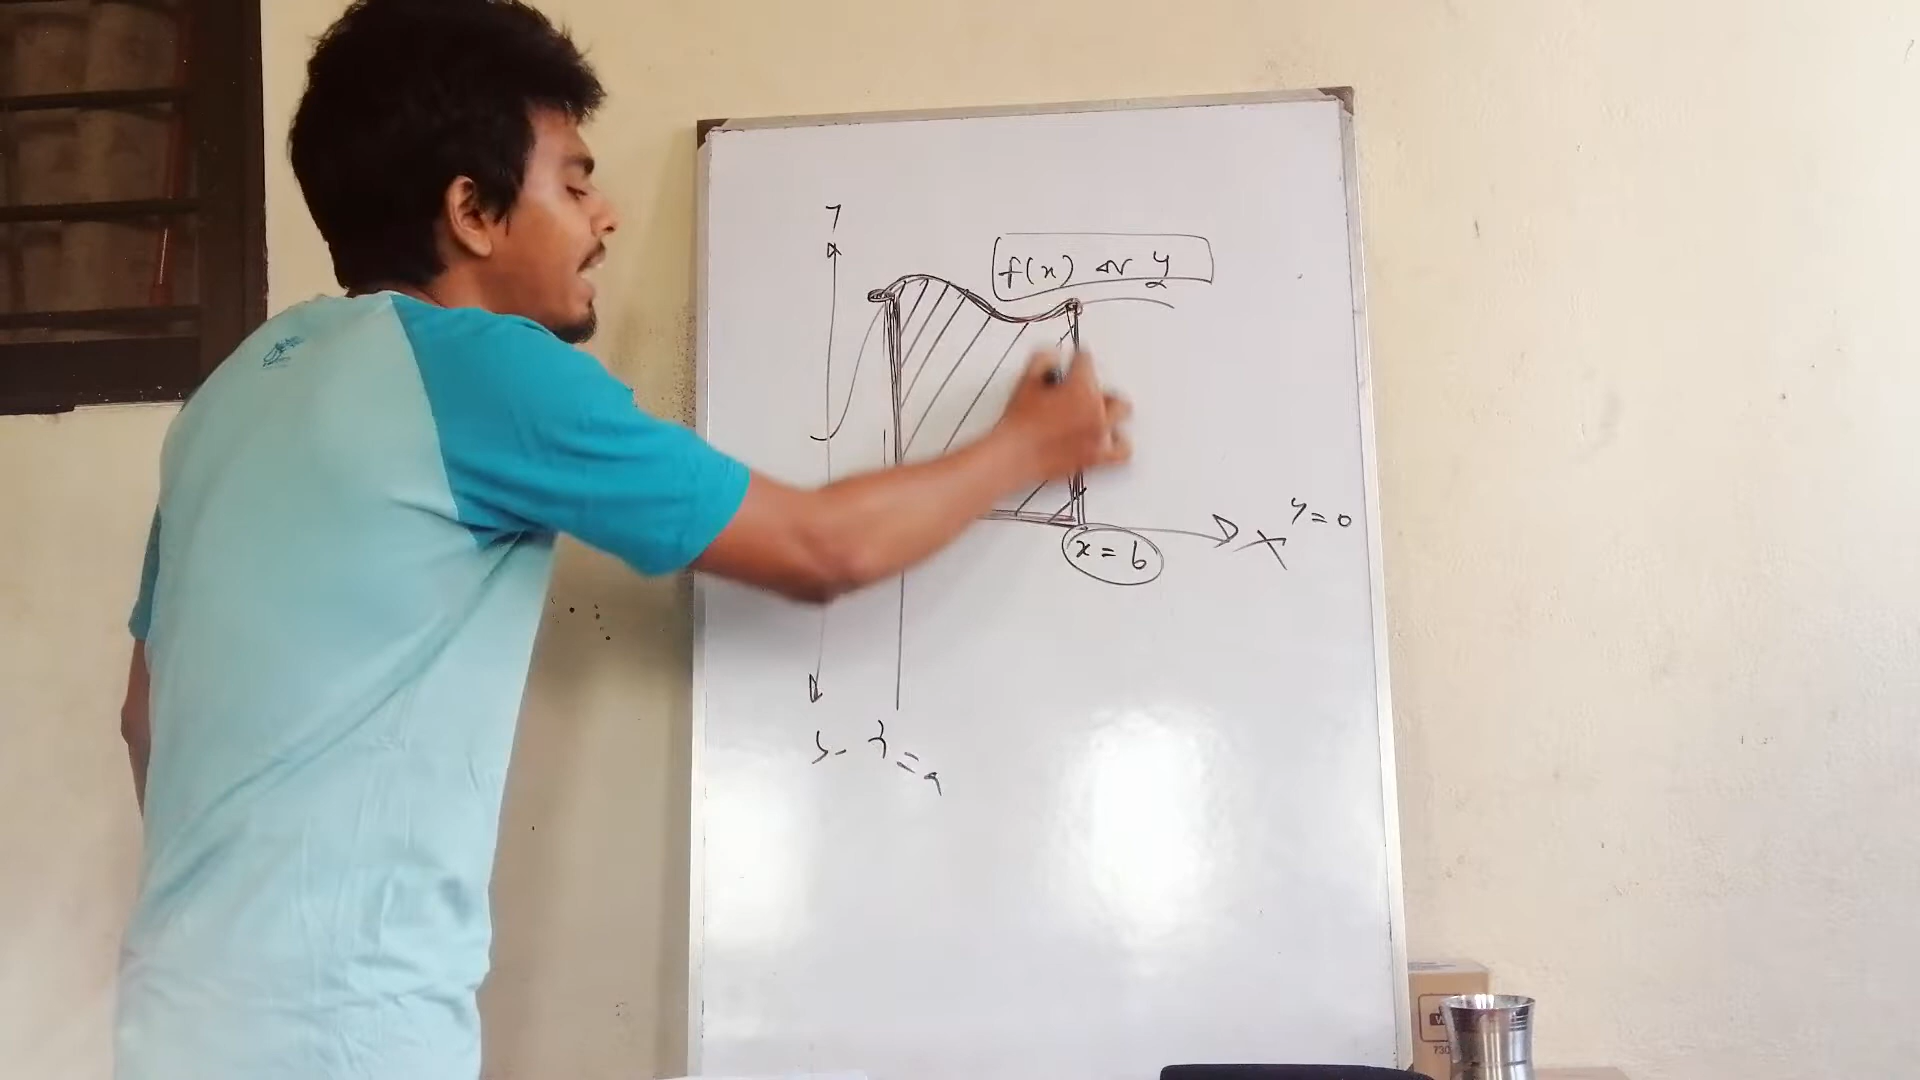 y
f(x) or y
y = 0
x
x = b
x = a